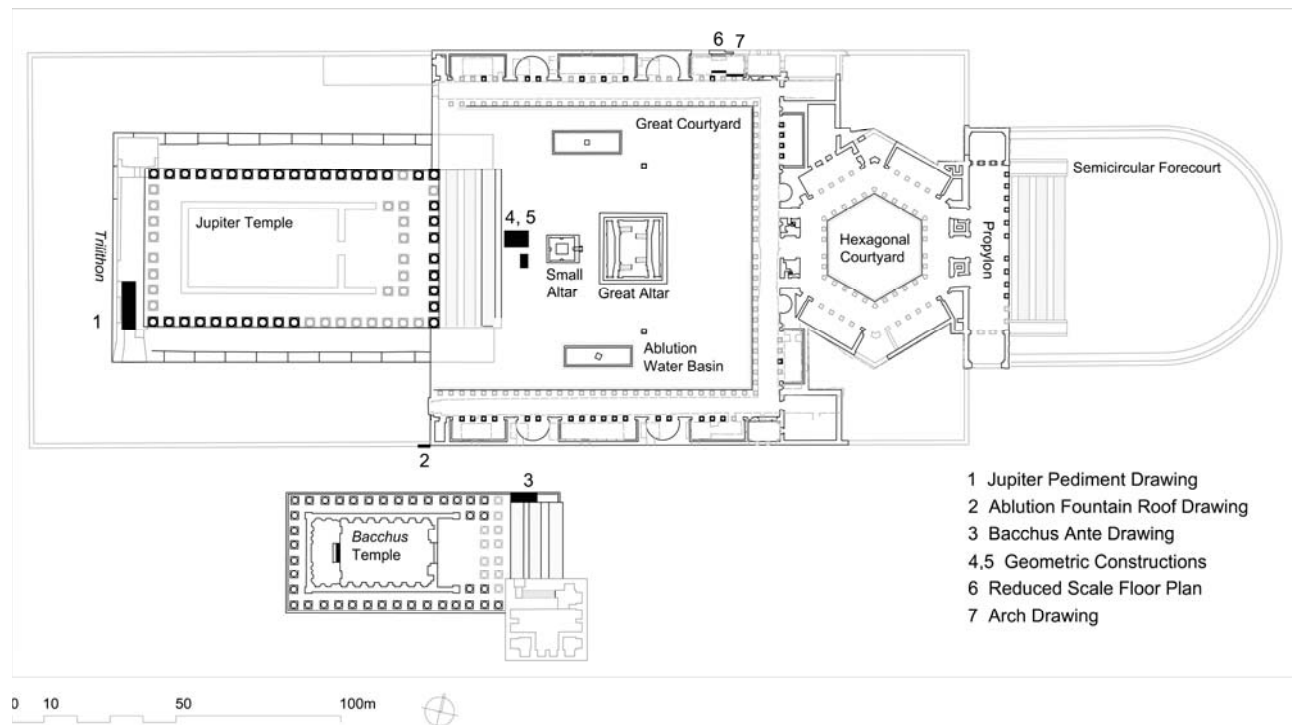 6
7
Great Courtyard
Semicircular Forecourt
Jupiter Temple
4, 5
Trilithon
Hexagonal
Courtyard
Propylon
Small
Altar
Great Altar
1
Ablution
Water Basin
2
3
Bacchus
Temple
1 Jupiter Pediment Drawing
2 Ablution Fountain Roof Drawing
3 Bacchus Ante Drawing
4,5 Geometric Constructions
6 Reduced Scale Floor Plan
7 Arch Drawing
0 10 50 100m